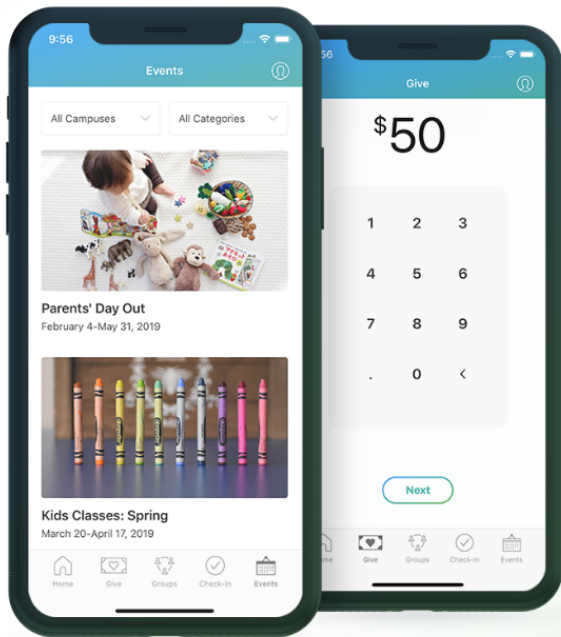 9:56
Events
All Campuses
All Categories
Parents' Day Out
February 4-May 31, 2019
Kids Classes: Spring
March 20-April 17, 2019
Home
Give
Groups
Check-In
Events
56
Give
$50
1 2 3
4 5 6
7 8 9
. 0 <
Next
me
Give
Groups
Check-In
Events